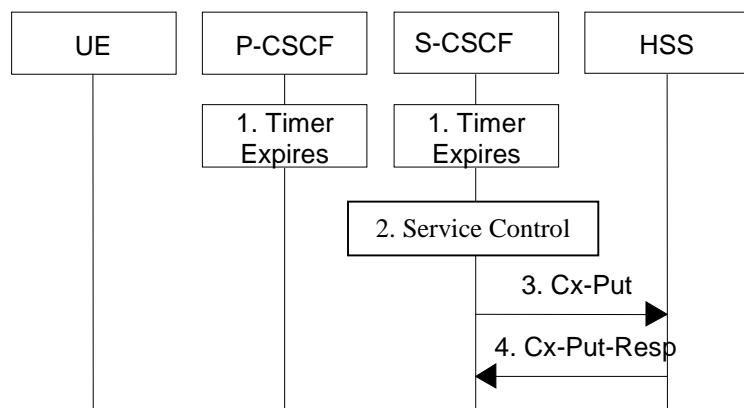 UE
P-CSCF
S-CSCF
HSS
1. Timer
Expires
1. Timer
Expires
2. Service Control
3. Cx-Put
4. Cx-Put-Resp